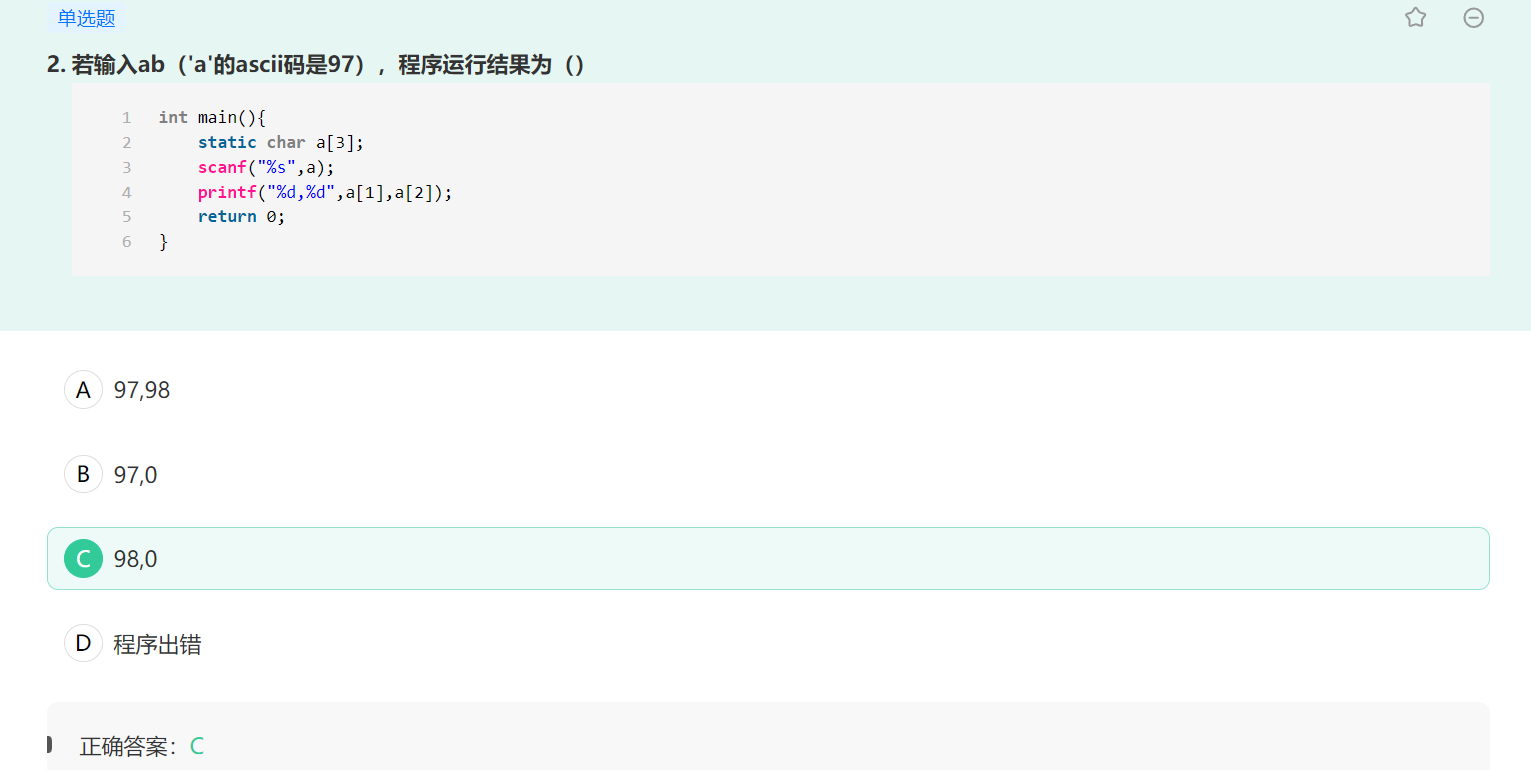 单选题
2. 若输入ab（'a'的ascii码是97），程序运行结果为（）
1 int main(){
2 static char a[3];
3 scanf("%s",a);
4 printf("%d,%d",a[1],a[2]);
5 return 0;
6 }
A 97,98
B 97,0
C 98,0
D 程序出错
正确答案：C